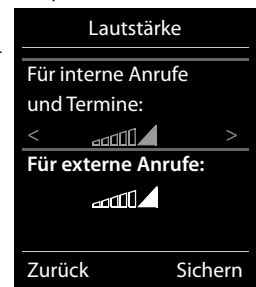 Lautstärke
Für interne Anrufe
und Termine:
< >
Für externe Anrufe:
Zurück Sichern